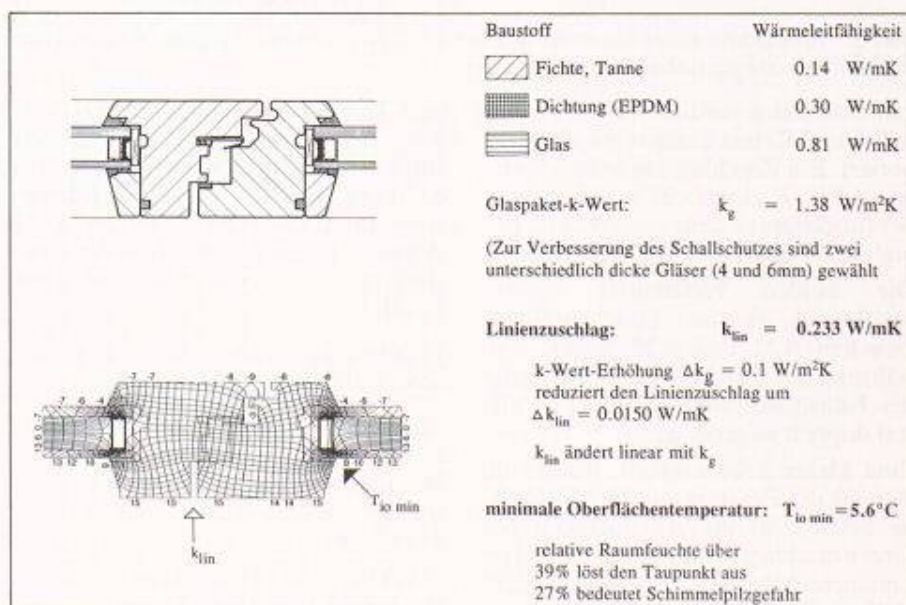 Baustoff Wärmeleitfähigkeit
Fichte, Tanne 0.14 W/mK
Dichtung (EPDM) 0.30 W/mK
Glas 0.81 W/mK
Glaspaket-k-Wert: k_g = 1.38 W/m²K
(Zur Verbesserung des Schallschutzes sind zwei
unterschiedlich dicke Gläser (4 und 6mm) gewählt
Linienzuschlag: k_lin = 0.233 W/mK
k-Wert-Erhöhung Δk_g = 0.1 W/m²K
reduziert den Linienzuschlag um
Δk_lin = 0.0150 W/mK
k_lin ändert linear mit k_g
minimale Oberflächentemperatur: T_io min = 5.6°C
relative Raumfeuchte über
39% löst den Taupunkt aus
27% bedeutet Schimmelpilzgefahr
T_io min
k_lin